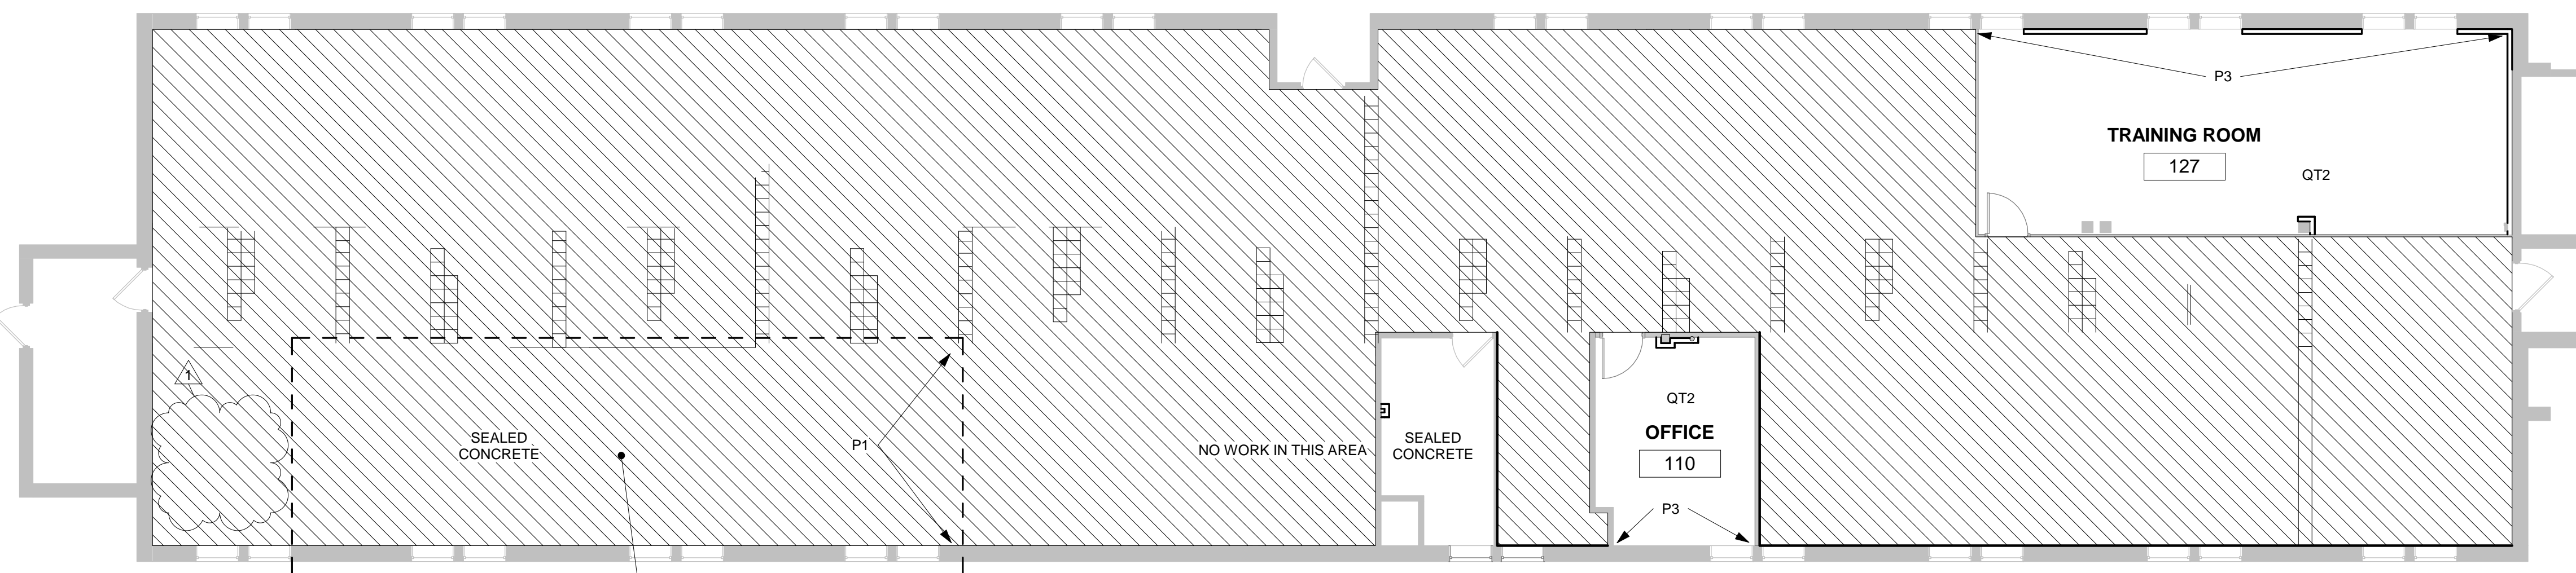 P3
TRAINING ROOM
127
QT2
1
SEALED
CONCRETE
P1
NO WORK IN THIS AREA
SEALED
CONCRETE
QT2
OFFICE
110
P3